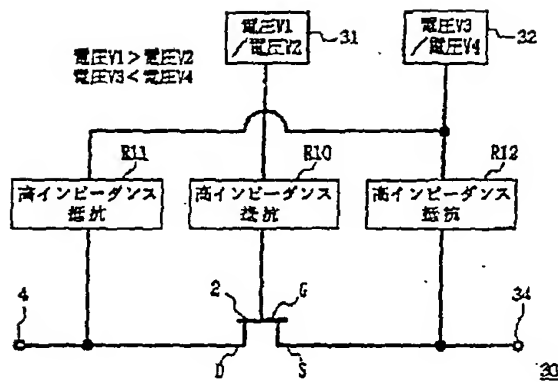 電圧V1
/電圧V2
31
電圧V3
/電圧V4
32
電圧V1>電圧V2
電圧V3<電圧V4
R11
R10
R12
高インピーダンス
抵抗
高インピーダンス
抵抗
高インピーダンス
抵抗
4
2
G
34
D
S
30